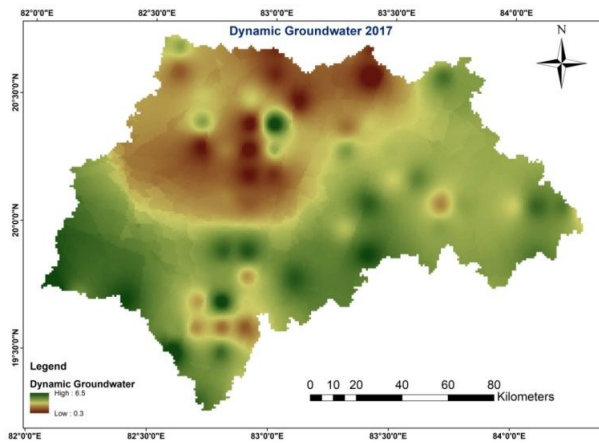 82°0'0"E 82°30'0"E 83°0'0"E 83°30'0"E 84°0'0"E
Dynamic Groundwater 2017
N
20°30'0"N
20°0'0"N
19°30'0"N
Legend
Dynamic Groundwater
High : 6.5
Low : 0.3
0 10 20 40 60 80
Kilometers
82°0'0"E 82°30'0"E 83°0'0"E 83°30'0"E 84°0'0"E